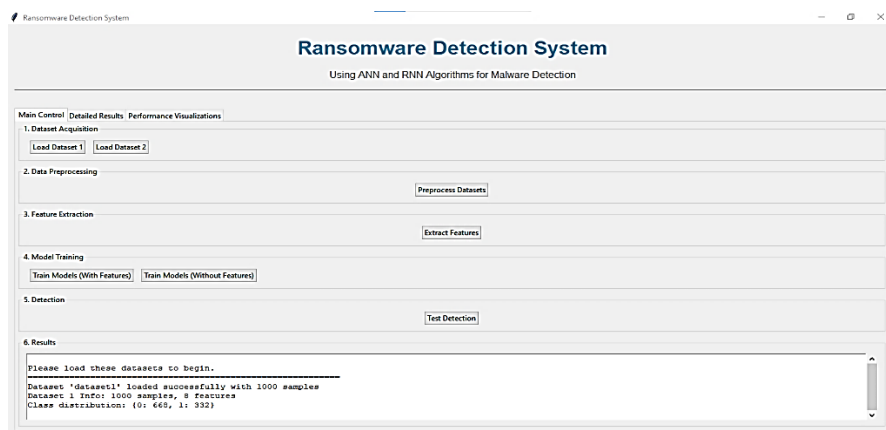 Ransomware Detection System
Ransomware Detection System
Using ANN and RNN Algorithms for Malware Detection
Main Control Detailed Results Performance Visualizations
1. Dataset Acquisition
Load Dataset 1 Load Dataset 2
2. Data Preprocessing
Preprocess Datasets
3. Feature Extraction
Extract Features
4. Model Training
Train Models (With Features) Train Models (Without Features)
5. Detection
Test Detection
6. Results
Please load these datasets to begin.
Dataset 'dataset1' loaded successfully with 1000 samples
Dataset 1 Info: 1000 samples, 8 features
Class distribution: {0: 668, 1: 332}